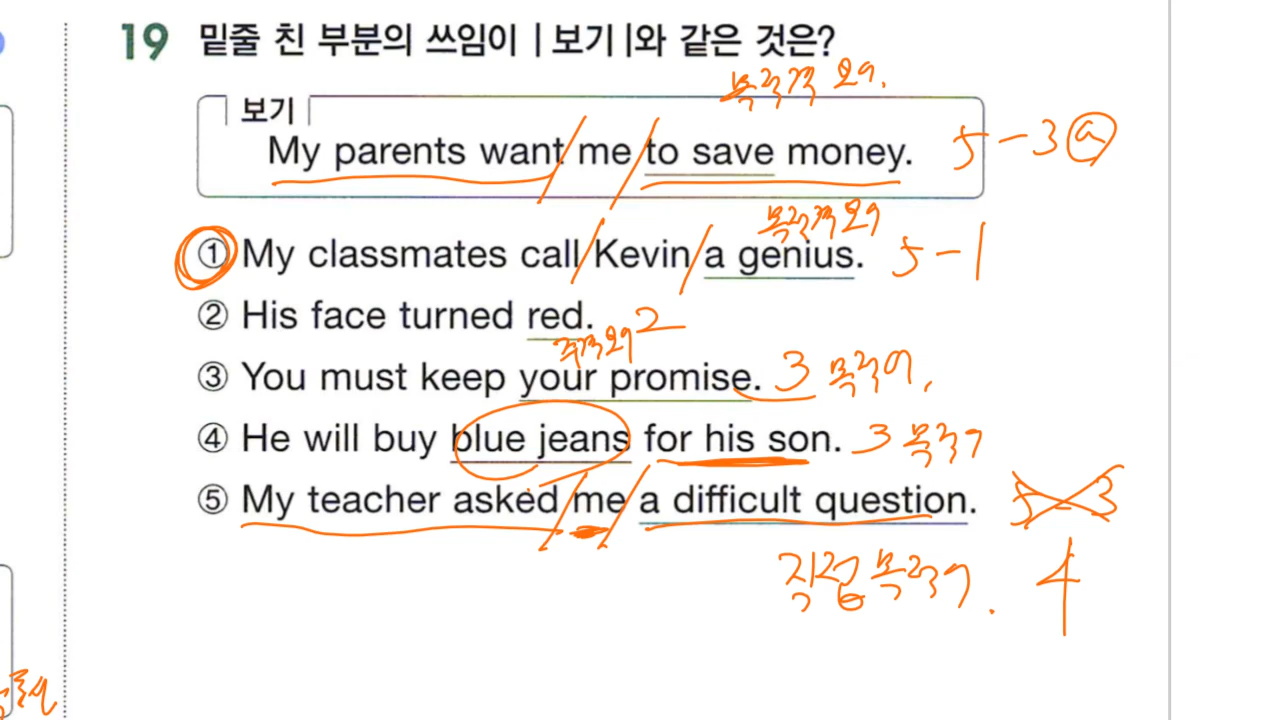 19 밑줄 친 부분의 쓰임이 | 보기 |와 같은 것은?
목적격 보어.
보기
My parents want me to save money. 5-3 ⓐ
목적격 보어
① My classmates call Kevin a genius. 5-1
② His face turned red. 2
주격 보어
③ You must keep your promise. 3 목적어.
④ He will buy blue jeans for his son. 3 목적어
⑤ My teacher asked me a difficult question. 5-3
직접 목적어. 4